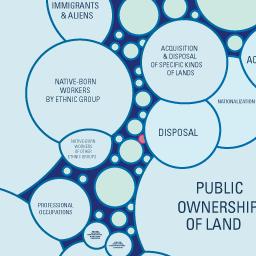 IMMIGRANTS
& ALIENS
ACQUISITION
& DISPOSAL
OF SPECIFIC KINDS
OF LANDS
AC
NATIVE-BORN
WORKERS
BY ETHNIC GROUP
NATIONALIZATION
DISPOSAL
NATIVE-BORN
WORKERS
OF OTHER
ETHNIC GROUPS
PROFESSIONAL
OCCUPATIONS
PUBLIC
OWNERSHIP
OF LAND